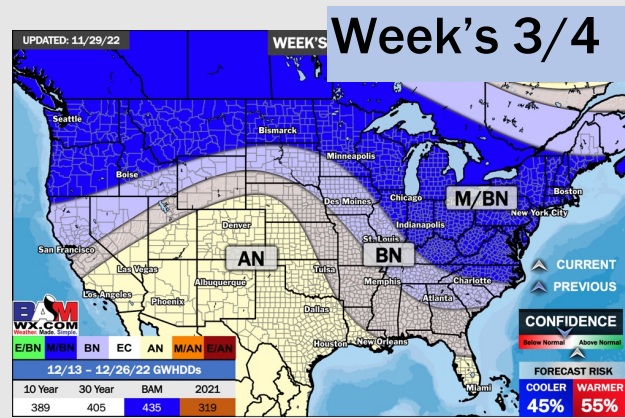 Week's 3/4
UPDATED: 11/29/22
WEEK'S
Seattle
Bismarck
Minneapolis
Boise
Des Moines
Chicago
M/BN
Boston
New York City
Indianapolis
San Francisco
Denver
St. Louis
AN
BN
Las Vegas
Tulsa
CURRENT
Los Angeles
Albuquerque
Memphis
Charlotte
PREVIOUS
Phoenix
Atlanta
Dallas
BAM
WX.COM
Weather. Made. Simple.
Houston
New Orleans
Miami
CONFIDENCE
Below Normal
Above Normal
E/BN M/BN BN EC AN M/AN E/AN
12/13 – 12/26/22 GWHDDs
10 Year 30 Year BAM 2021
389 405 435 319
FORECAST RISK
COOLER WARMER
45% 55%